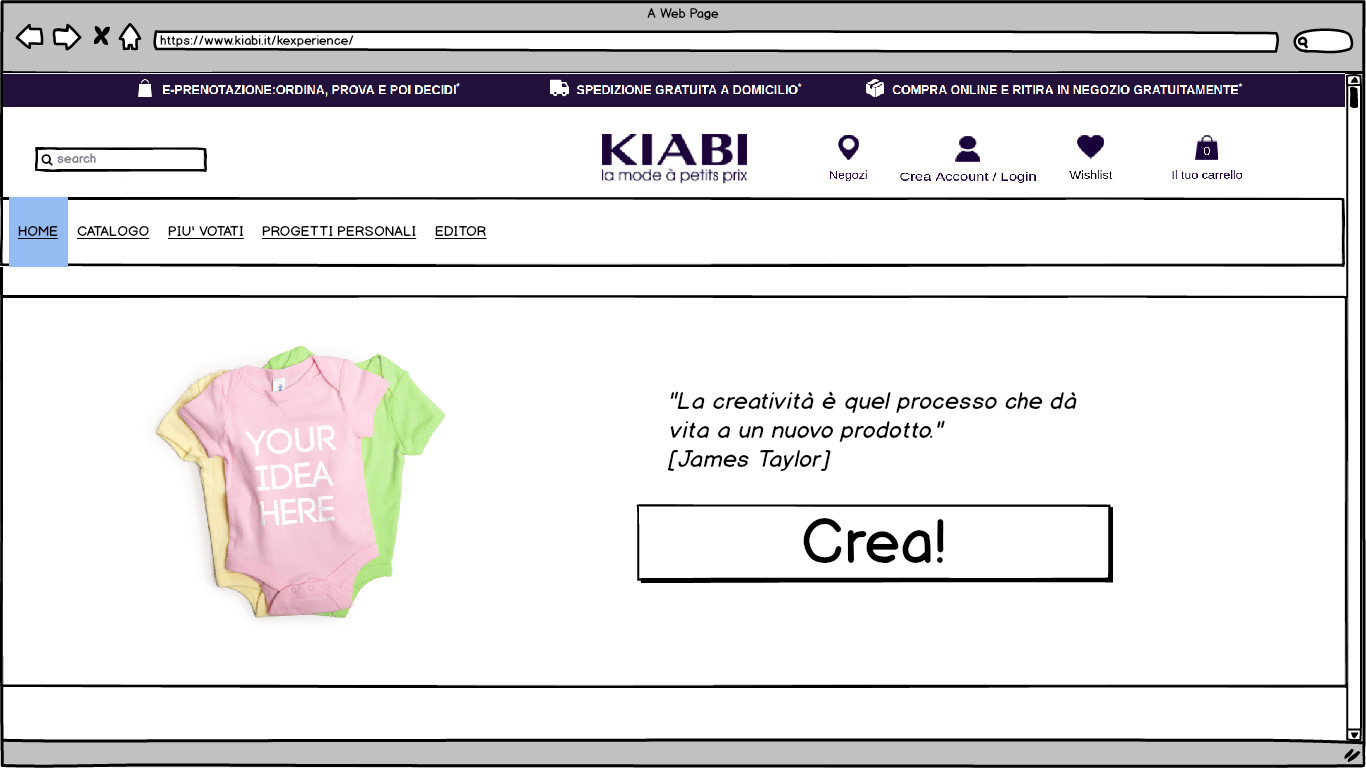 A Web Page
https://www.kiabi.it/kexperience/
E-PRENOTAZIONE:ORDINA, PROVA E POI DECIDI* SPEDIZIONE GRATUITA A DOMICILIO* COMPRA ONLINE E RITIRA IN NEGOZIO GRATUITAMENTE*
search
KIABI
la mode à petits prix
Negozi
Crea Account / Login
Wishlist
0
Il tuo carrello
HOME CATALOGO PIU' VOTATI PROGETTI PERSONALI EDITOR
YOUR
IDEA
HERE
"La creatività è quel processo che dà
vita a un nuovo prodotto."
[James Taylor]
Crea!